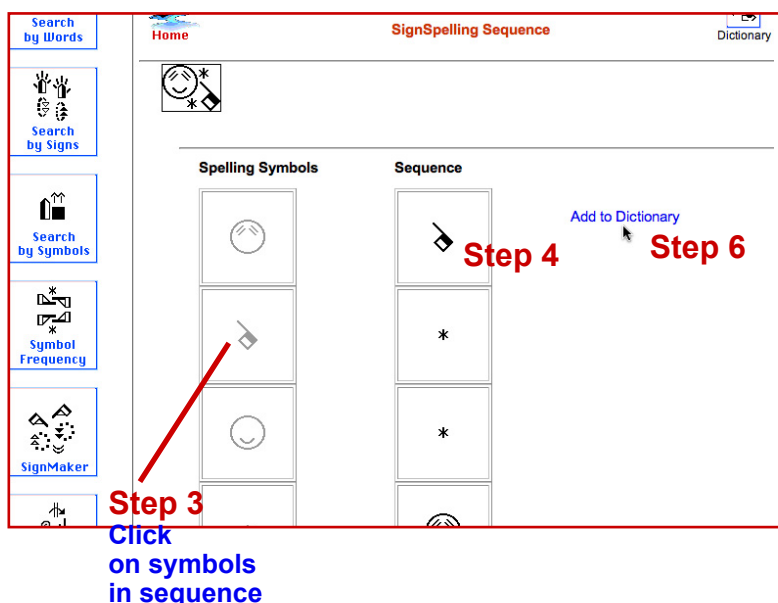 Search
by Words
Home
SignSpelling Sequence
Dictionary
Search
by Signs
Spelling Symbols
Sequence
Search
by Symbols
Add to Dictionary
Step 4
Step 6
*
Symbol
Frequency
*
SignMaker
Step 3
Click
on symbols
in sequence